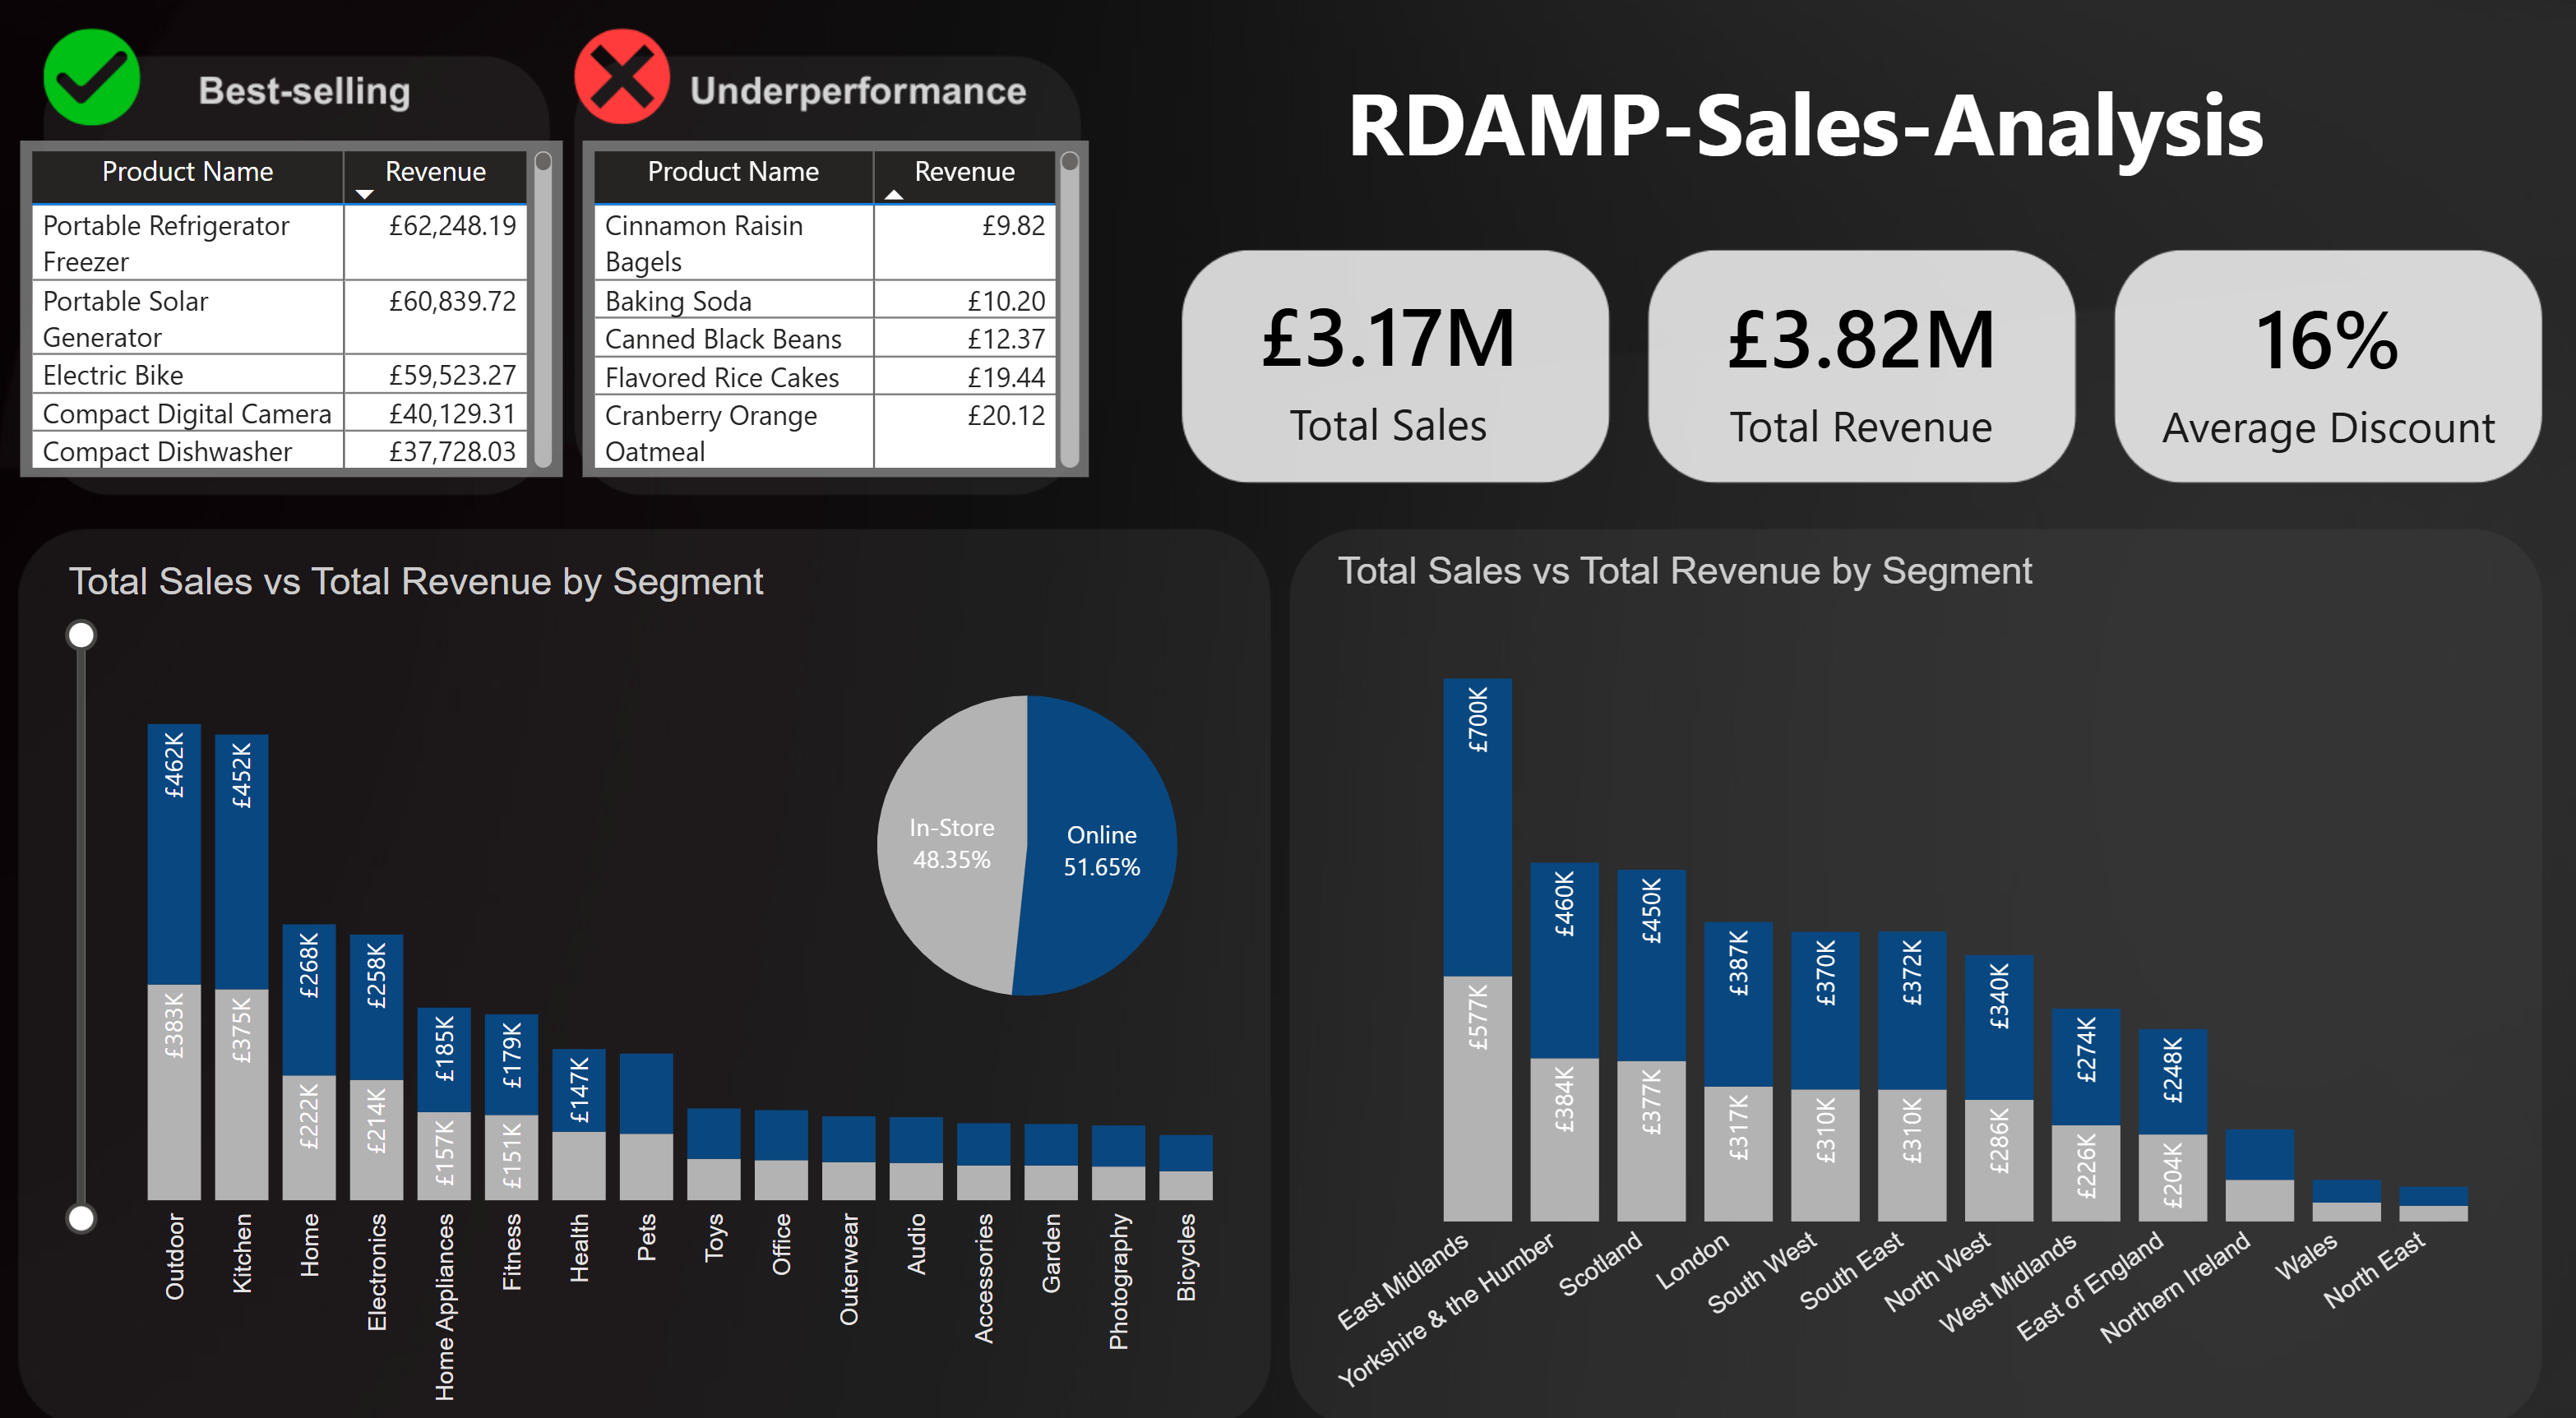 Best-selling
Product Name Revenue
Portable Refrigerator
Freezer £62,248.19
Portable Solar
Generator £60,839.72
Electric Bike £59,523.27
Compact Digital Camera £40,129.31
Compact Dishwasher £37,728.03
Underperformance
Product Name Revenue
Cinnamon Raisin
Bagels £9.82
Baking Soda £10.20
Canned Black Beans £12.37
Flavored Rice Cakes £19.44
Cranberry Orange
Oatmeal £20.12
RDAMP-Sales-Analysis
£3.17M
Total Sales
£3.82M
Total Revenue
16%
Average Discount
Total Sales vs Total Revenue by Segment
£462K
£452K
£268K
£258K
£185K
£179K
£147K
£383K
£375K
£222K
£214K
£157K
£151K
In-Store
48.35%
Online
51.65%
Outdoor
Kitchen
Home
Electronics
Home Appliances
Fitness
Health
Pets
Toys
Office
Outerwear
Audio
Accessories
Garden
Photography
Bicycles
Total Sales vs Total Revenue by Segment
£700K
£460K
£450K
£387K
£370K
£372K
£340K
£274K
£248K
£577K
£384K
£377K
£317K
£310K
£310K
£286K
£226K
£204K
East Midlands
Yorkshire & the Humber
Scotland
London
South West
South East
North West
West Midlands
East of England
Northern Ireland
Wales
North East